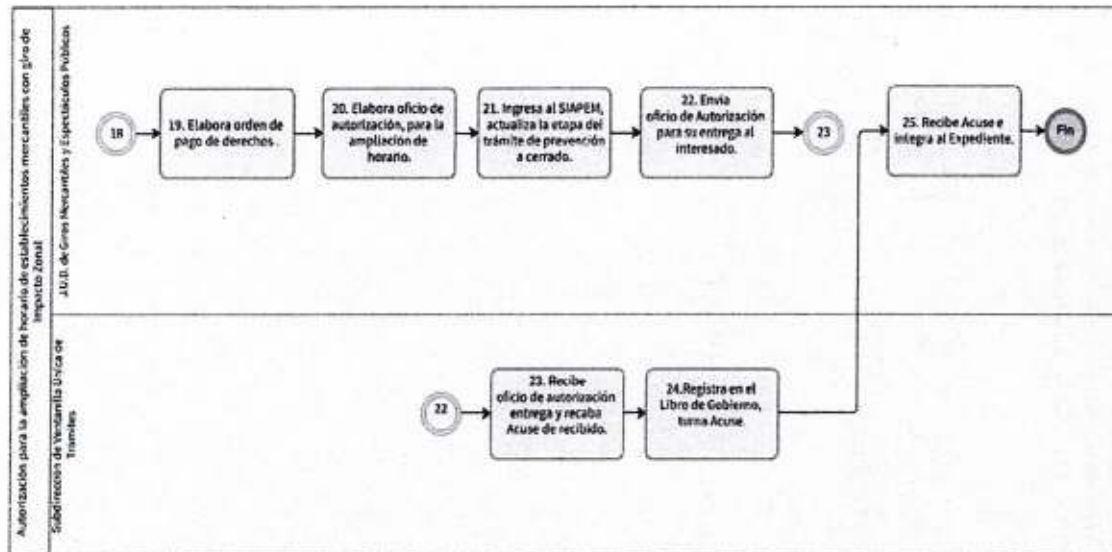 Autorización para la ampliación de horario de establecimientos mercantiles con giro de
Impacto Zonal
J.U.D. de Giros Mercantiles y Espectáculos Públicos
18
19. Elabora orden de
pago de derechos.
20. Elabora oficio de
autorización, para la
ampliación de
horario.
21. Ingresa al SIAPEM,
actualiza la etapa del
trámite de prevención
a cerrado.
22. Envía
oficio de Autorización
para su entrega al
interesado.
23
25. Recibe Acuse e
integra al Expediente.
Fin
Subdirección de Ventanilla Única de
Trámites
22
23. Recibe
oficio de autorización
entrega y recaba
Acuse de recibido.
24.Registra en el
Libro de Gobierno,
turna Acuse